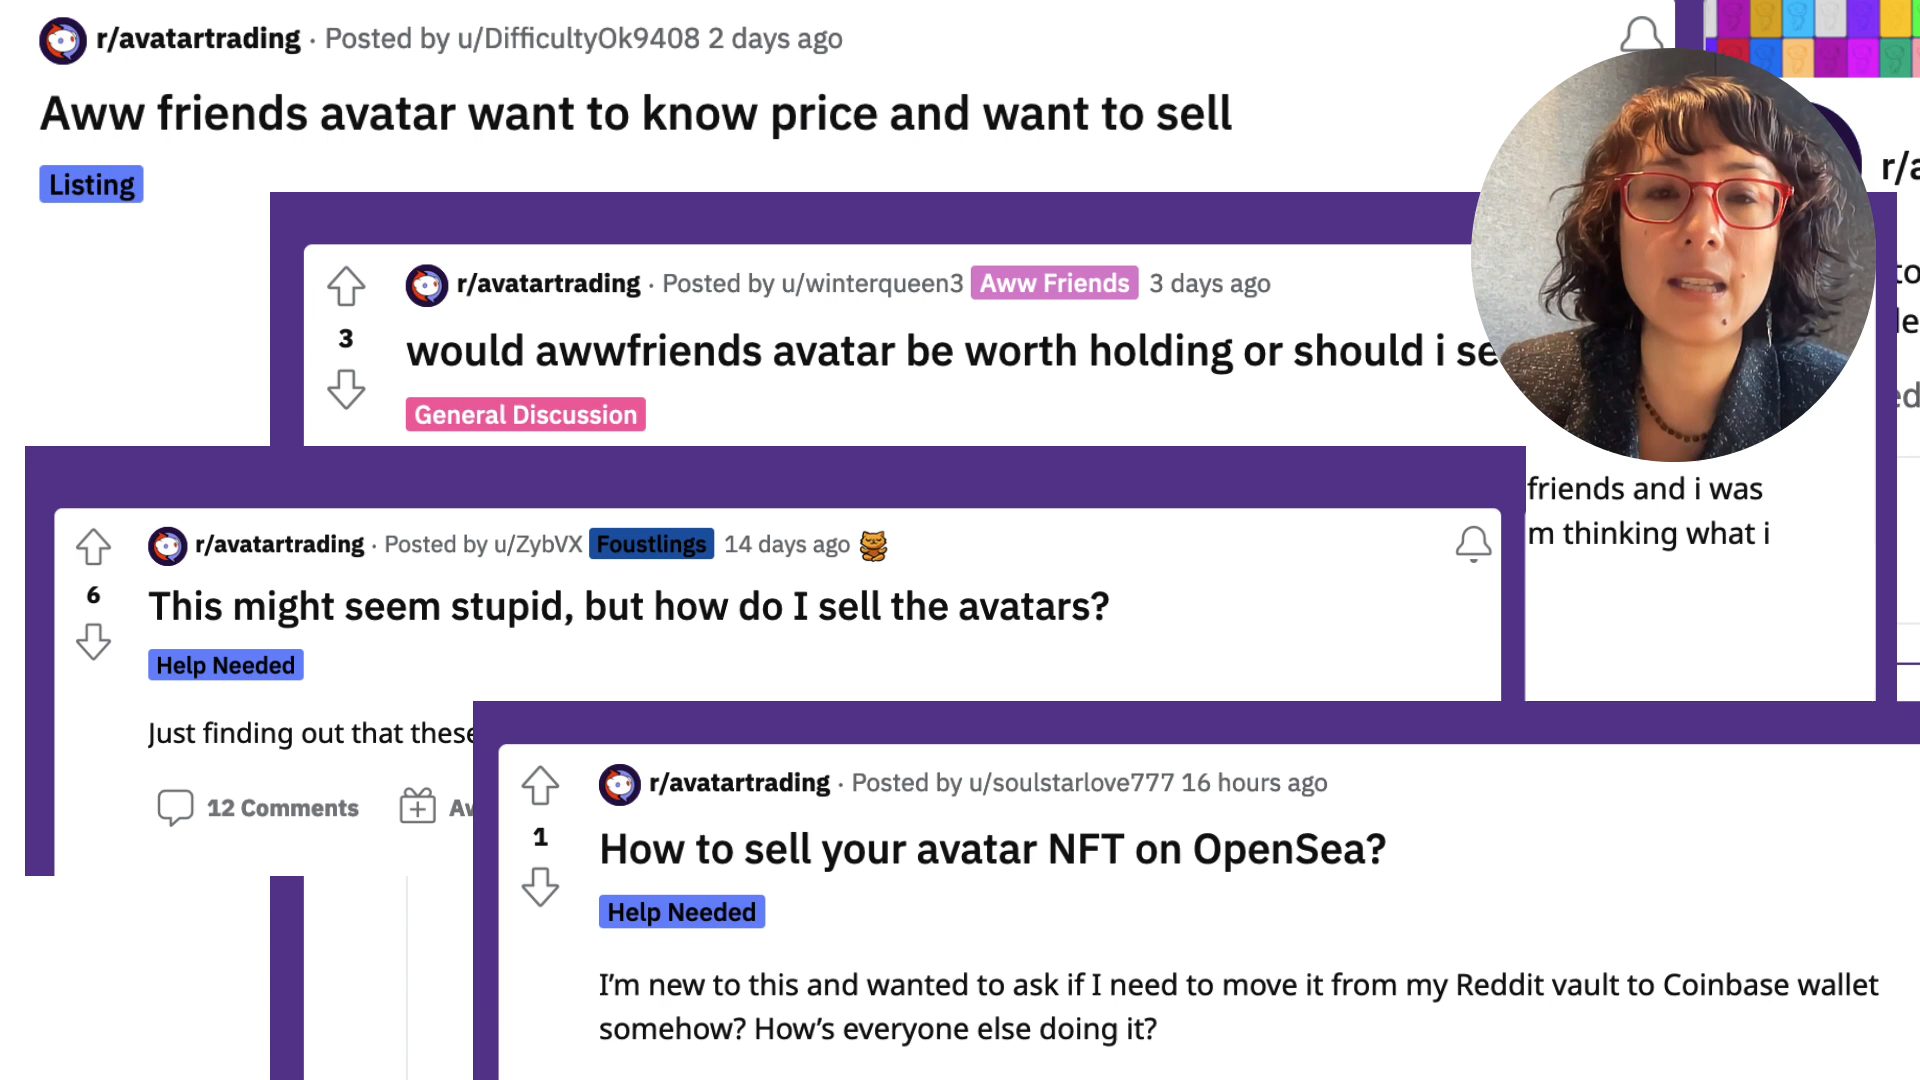 r/avatartrading · Posted by u/DifficultyOk9408 2 days ago
Aww friends avatar want to know price and want to sell
Listing
r/avatartrading · Posted by u/winterqueen3 Aww Friends 3 days ago
3
would awwfriends avatar be worth holding or should i se
General Discussion
friends and i was
m thinking what i
r/avatartrading · Posted by u/ZybVX Foustlings 14 days ago
6
This might seem stupid, but how do I sell the avatars?
Help Needed
Just finding out that these
12 Comments
r/avatartrading · Posted by u/soulstarlove777 16 hours ago
1
How to sell your avatar NFT on OpenSea?
Help Needed
I'm new to this and wanted to ask if I need to move it from my Reddit vault to Coinbase wallet
somehow? How's everyone else doing it?